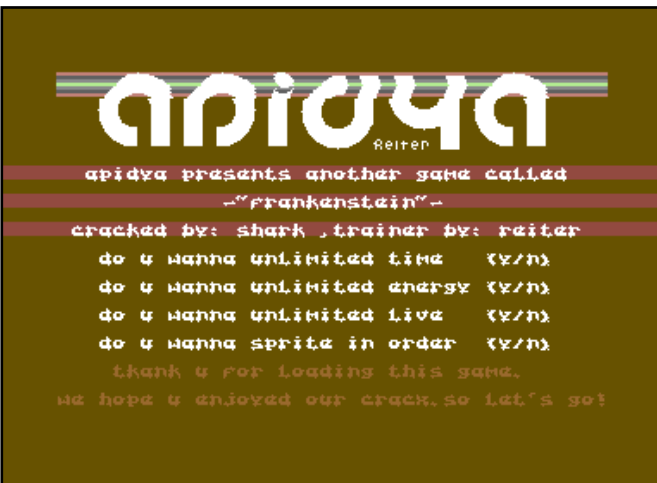 apidya
Reiter
apidya presents another game called
-"frankenstein"-
cracked by: shark ,trainer by: reiter
do u wanna unlimited time (y/n)
do u wanna unlimited energy (y/n)
do u wanna unlimited live (y/n)
do u wanna sprite in order (y/n)
thank u for loading this game.
we hope u enjoyed our crack.so let's go!